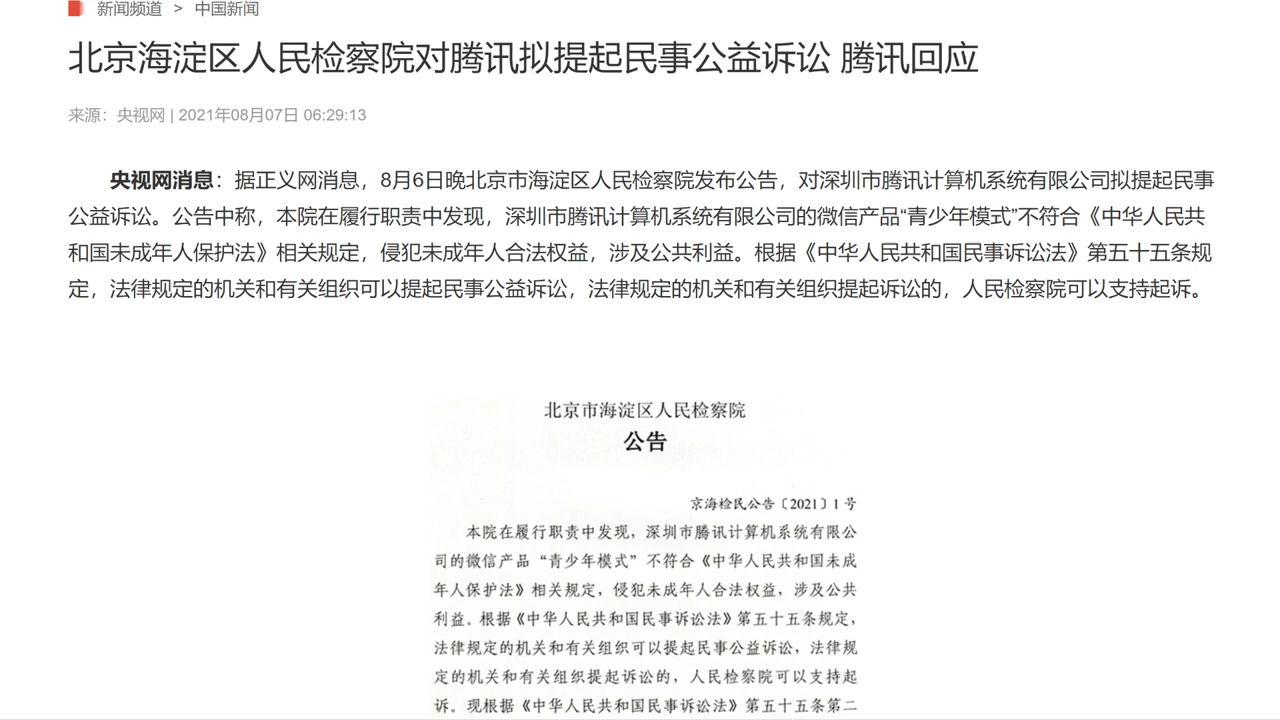 新闻频道 > 中国新闻
北京海淀区人民检察院对腾讯拟提起民事公益诉讼 腾讯回应
来源：央视网 | 2021年08月07日 06:29:13
央视网消息：据正义网消息，8月6日晚北京市海淀区人民检察院发布公告，对深圳市腾讯计算机系统有限公司拟提起民事
公益诉讼。公告中称，本院在履行职责中发现，深圳市腾讯计算机系统有限公司的微信产品“青少年模式”不符合《中华人民共
和国未成年人保护法》相关规定，侵犯未成年人合法权益，涉及公共利益。根据《中华人民共和国民事诉讼法》第五十五条规
定，法律规定的机关和有关组织可以提起民事公益诉讼，法律规定的机关和有关组织提起诉讼的，人民检察院可以支持起诉。
北京市海淀区人民检察院
公告
京海检民公告〔2021〕1号
本院在履行职责中发现，深圳市腾讯计算机系统有限公
司的微信产品“青少年模式”不符合《中华人民共和国未成
年人保护法》相关规定，侵犯未成年人合法权益，涉及公共
利益。根据《中华人民共和国民事诉讼法》第五十五条规定，
法律规定的机关和有关组织可以提起民事公益诉讼，法律规
定的机关和有关组织提起诉讼的，人民检察院可以支持起
诉。现根据《中华人民共和国民事诉讼法》第五十五条第二